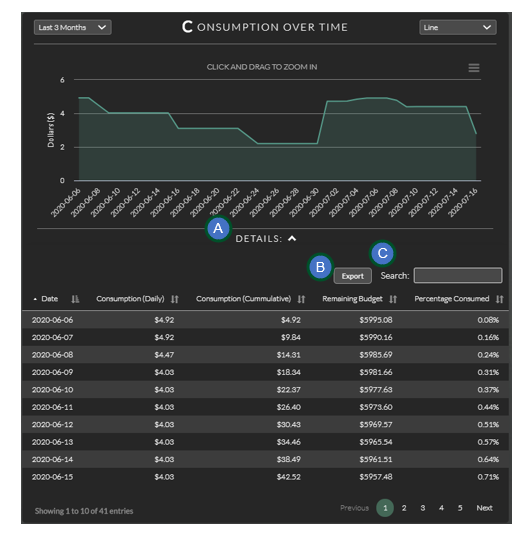 Last 3 Months
CONSUMPTION OVER TIME
Line
CLICK AND DRAG TO ZOOM IN
Dollars ($)
6
4
2
0
2020-06-06 2020-06-08 2020-06-10 2020-06-12 2020-06-14 2020-06-16 2020-06-18 2020-06-20 2020-06-22 2020-06-24 2020-06-26 2020-06-28 2020-06-30 2020-07-02 2020-07-04 2020-07-06 2020-07-08 2020-07-10 2020-07-12 2020-07-14 2020-07-16
A
DETAILS:
B
Export
C
Search:
Date Consumption (Daily) Consumption (Cummulative) Remaining Budget Percentage Consumed
2020-06-06 $4.92 $4.92 $5995.08 0.08%
2020-06-07 $4.92 $9.84 $5990.16 0.16%
2020-06-08 $4.47 $14.31 $5985.69 0.24%
2020-06-09 $4.03 $18.34 $5981.66 0.31%
2020-06-10 $4.03 $22.37 $5977.63 0.37%
2020-06-11 $4.03 $26.40 $5973.60 0.44%
2020-06-12 $4.03 $30.43 $5969.57 0.51%
2020-06-13 $4.03 $34.46 $5965.54 0.57%
2020-06-14 $4.03 $38.49 $5961.51 0.64%
2020-06-15 $4.03 $42.52 $5957.48 0.71%
Showing 1 to 10 of 41 entries
Previous 1 2 3 4 5 Next